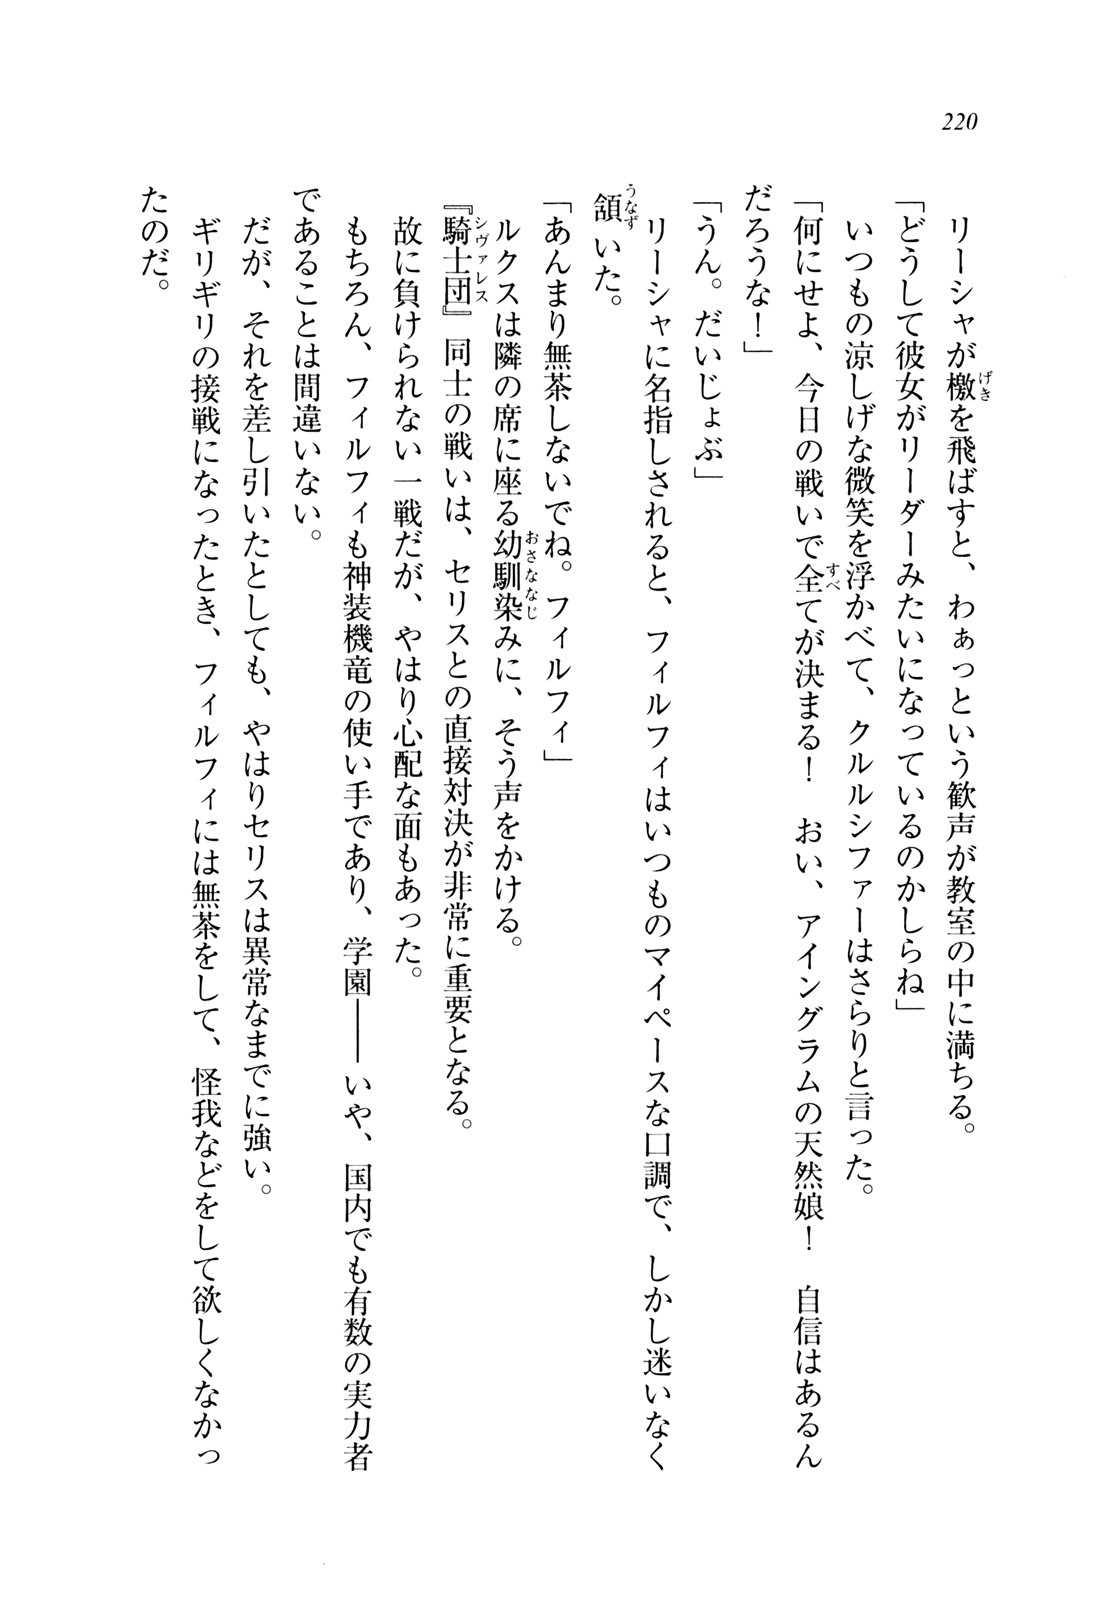 220
リーシャが檄を飛ばすと、わぁっという歓声が教室の中に満ちる。
「どうして彼女がリーダーみたいになっているのかしらね」
いつもの涼しげな微笑を浮かべて、クルルシファーはさらりと言った。
「何にせよ、今日の戦いで全てが決まる！　おい、アイングラムの天然娘！　自信はあるん
だろうな！」
「うん。だいじょぶ」
リーシャに名指しされると、フィルフィはいつものマイペースな口調で、しかし迷いなく
頷いた。
「あんまり無茶しないでね。フィルフィ」
ルクスは隣の席に座る幼馴染みに、そう声をかける。
『騎士団』同士の戦いは、セリスとの直接対決が非常に重要となる。
故に負けられない一戦だが、やはり心配な面もあった。
もちろん、フィルフィも神装機竜の使い手であり、学園――いや、国内でも有数の実力者
であることは間違いない。
だが、それを差し引いたとしても、やはりセリスは異常なまでに強い。
ギリギリの接戦になったとき、フィルフィには無茶をして、怪我などをして欲しくなかっ
たのだ。